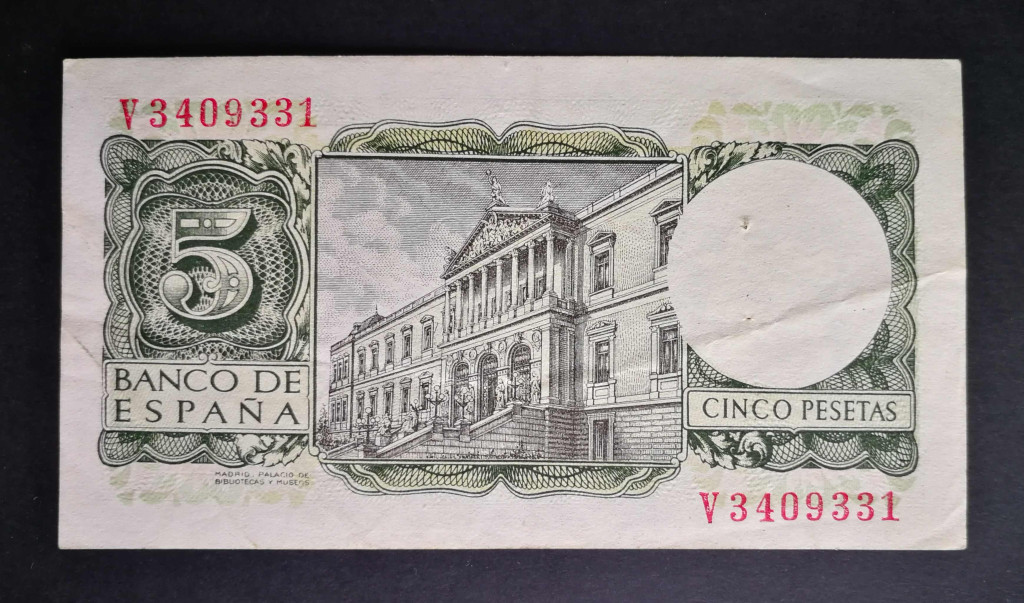 V3409331
5
BANCO DE
ESPAÑA
CINCO PESETAS
MADRID. PALACIO DE
BIBLIOTECAS Y MUSEOS
V3409331